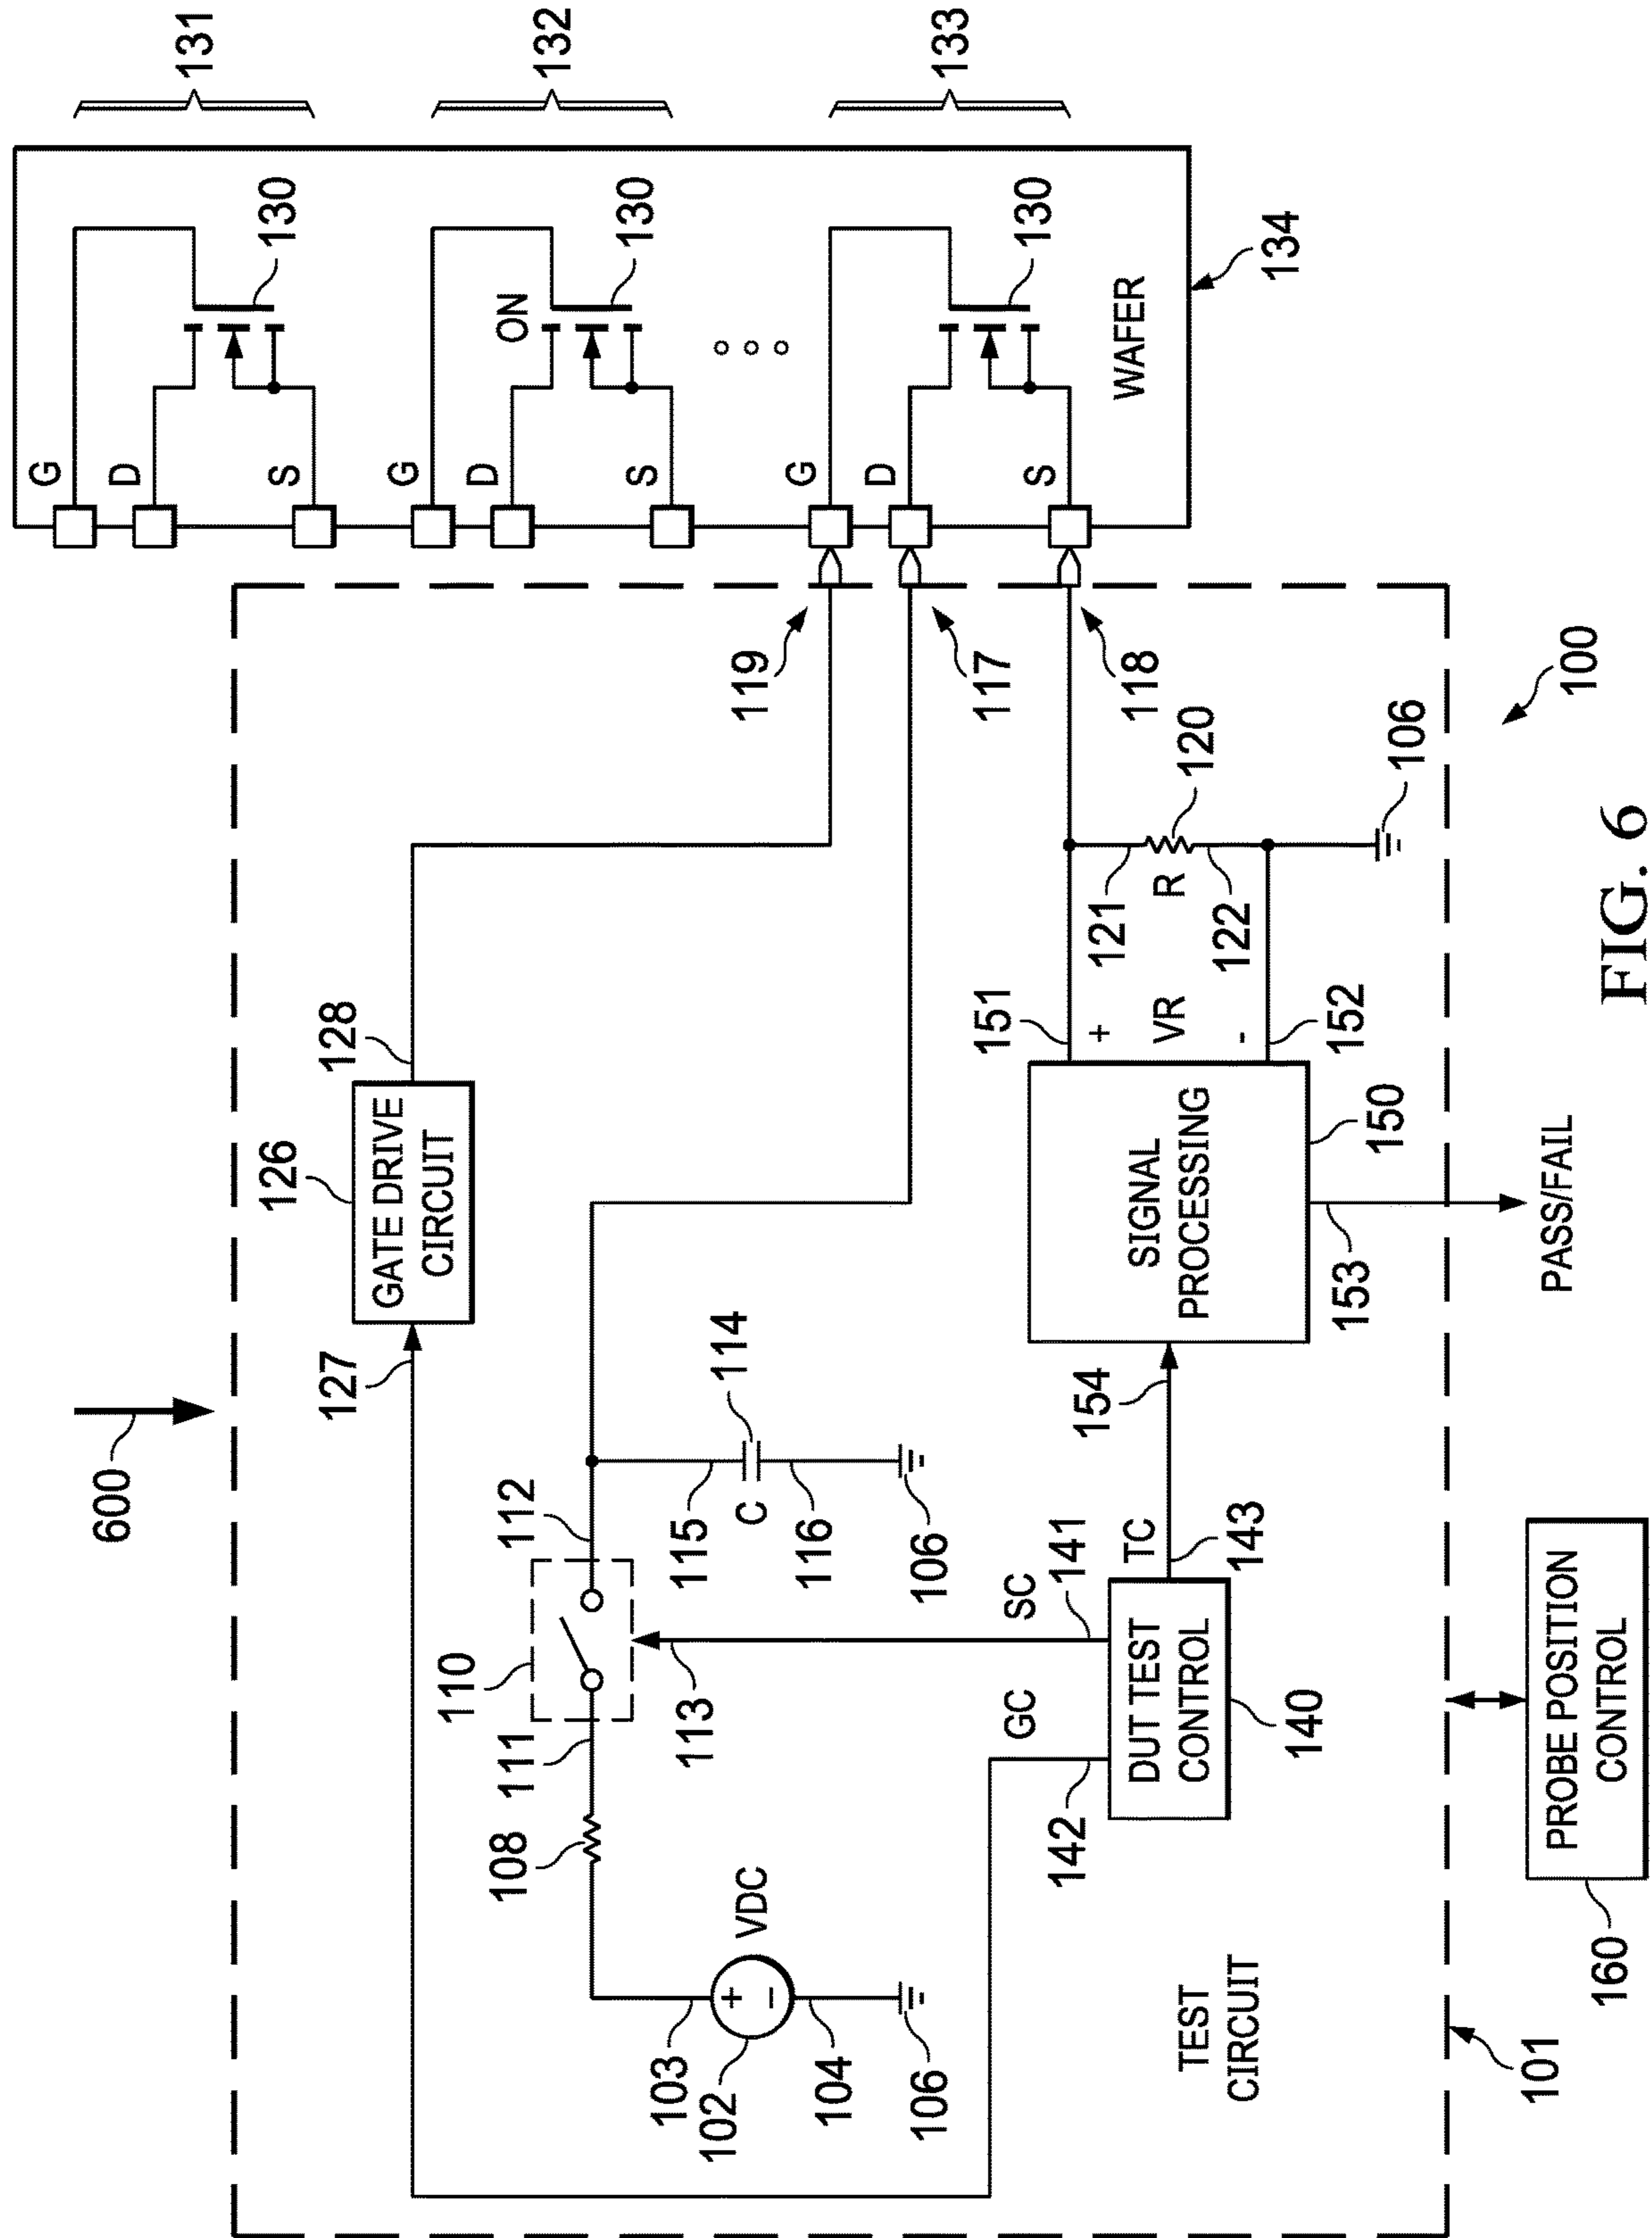 600
126
GATE DRIVE
CIRCUIT
127
128
131
132
133
G
D
S
130
G
D
S
ON
130
G
D
S
130
WAFER
134
119
117
118
110
111
112
113
108
103
102
VDC
+
–
104
106
114
115
C
116
106
SC
141
GC
142
TC
143
DUT TEST
CONTROL
140
154
SIGNAL
PROCESSING
150
151
+
VR
-
152
153
PASS/FAIL
121
R
122
120
106
TEST
CIRCUIT
101
PROBE POSITION
CONTROL
160
100
FIG. 6